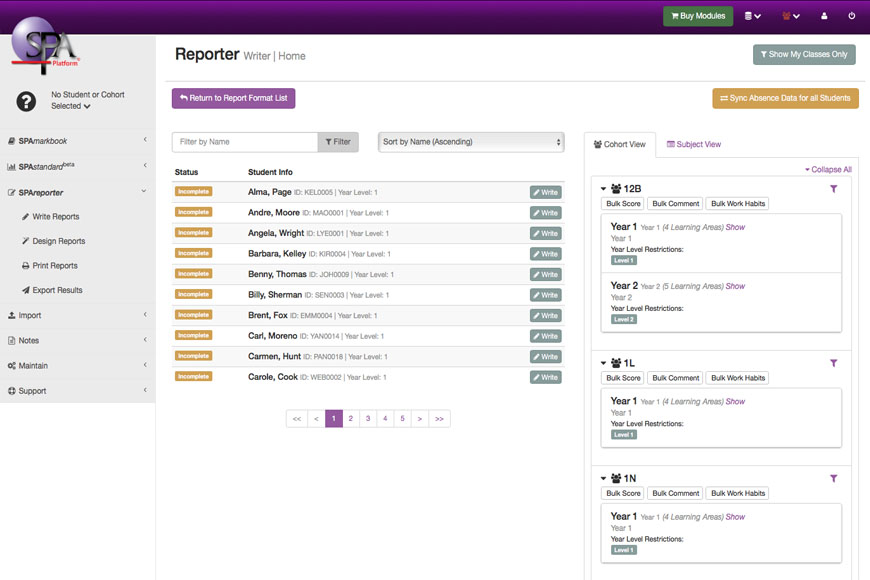 Buy Modules
SPA
Platform
Reporter Writer | Home
Show My Classes Only
No Student or Cohort
Selected
Return to Report Format List
Sync Absence Data for all Students
SPAmarkbook
SPAstandard beta
SPAreporter
Write Reports
Design Reports
Print Reports
Export Results
Import
Notes
Maintain
Support
Filter by Name
Filter
Sort by Name (Ascending)
Status Student Info
Incomplete Alma, Page ID: KEL0005 | Year Level: 1 Write
Incomplete Andre, Moore ID: MAO0001 | Year Level: 1 Write
Incomplete Angela, Wright ID: LYE0001 | Year Level: 1 Write
Incomplete Barbara, Kelley ID: KIR0004 | Year Level: 1 Write
Incomplete Benny, Thomas ID: JOH0009 | Year Level: 1 Write
Incomplete Billy, Sherman ID: SEN0003 | Year Level: 1 Write
Incomplete Brent, Fox ID: EMM0004 | Year Level: 1 Write
Incomplete Carl, Moreno ID: YAN0014 | Year Level: 1 Write
Incomplete Carmen, Hunt ID: PAN0018 | Year Level: 1 Write
Incomplete Carole, Cook ID: WEB0002 | Year Level: 1 Write
<< < 1 2 3 4 5 > >>
Cohort View Subject View
Collapse All
12B
Bulk Score Bulk Comment Bulk Work Habits
Year 1 Year 1 (4 Learning Areas) Show
Year 1
Year Level Restrictions:
Level 1
Year 2 Year 2 (5 Learning Areas) Show
Year 2
Year Level Restrictions:
Level 2
1L
Bulk Score Bulk Comment Bulk Work Habits
Year 1 Year 1 (4 Learning Areas) Show
Year 1
Year Level Restrictions:
Level 1
1N
Bulk Score Bulk Comment Bulk Work Habits
Year 1 Year 1 (4 Learning Areas) Show
Year 1
Year Level Restrictions:
Level 1